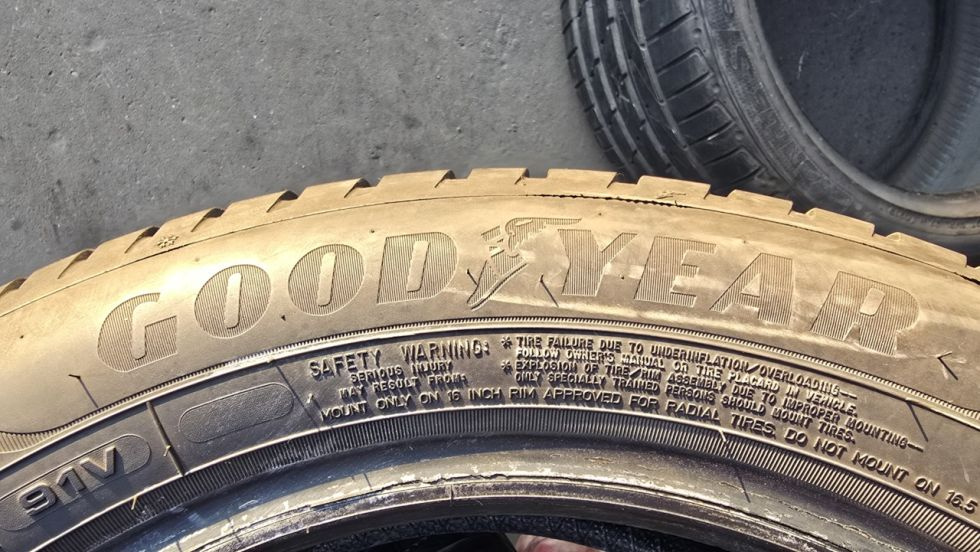 GOOD YEAR
SAFETY WARNING:
SERIOUS INJURY
MAY RESULT FROM:
* TIRE FAILURE DUE TO UNDERINFLATION/OVERLOADING—
FOLLOW OWNER'S MANUAL OR TIRE PLACARD IN VEHICLE.
* EXPLOSION OF TIRE/RIM ASSEMBLY DUE TO IMPROPER MOUNTING—
ONLY SPECIALLY TRAINED PERSONS SHOULD MOUNT TIRES.
MOUNT ONLY ON 16 INCH RIM APPROVED FOR RADIAL TIRES. DO NOT MOUNT ON 16.5
91V